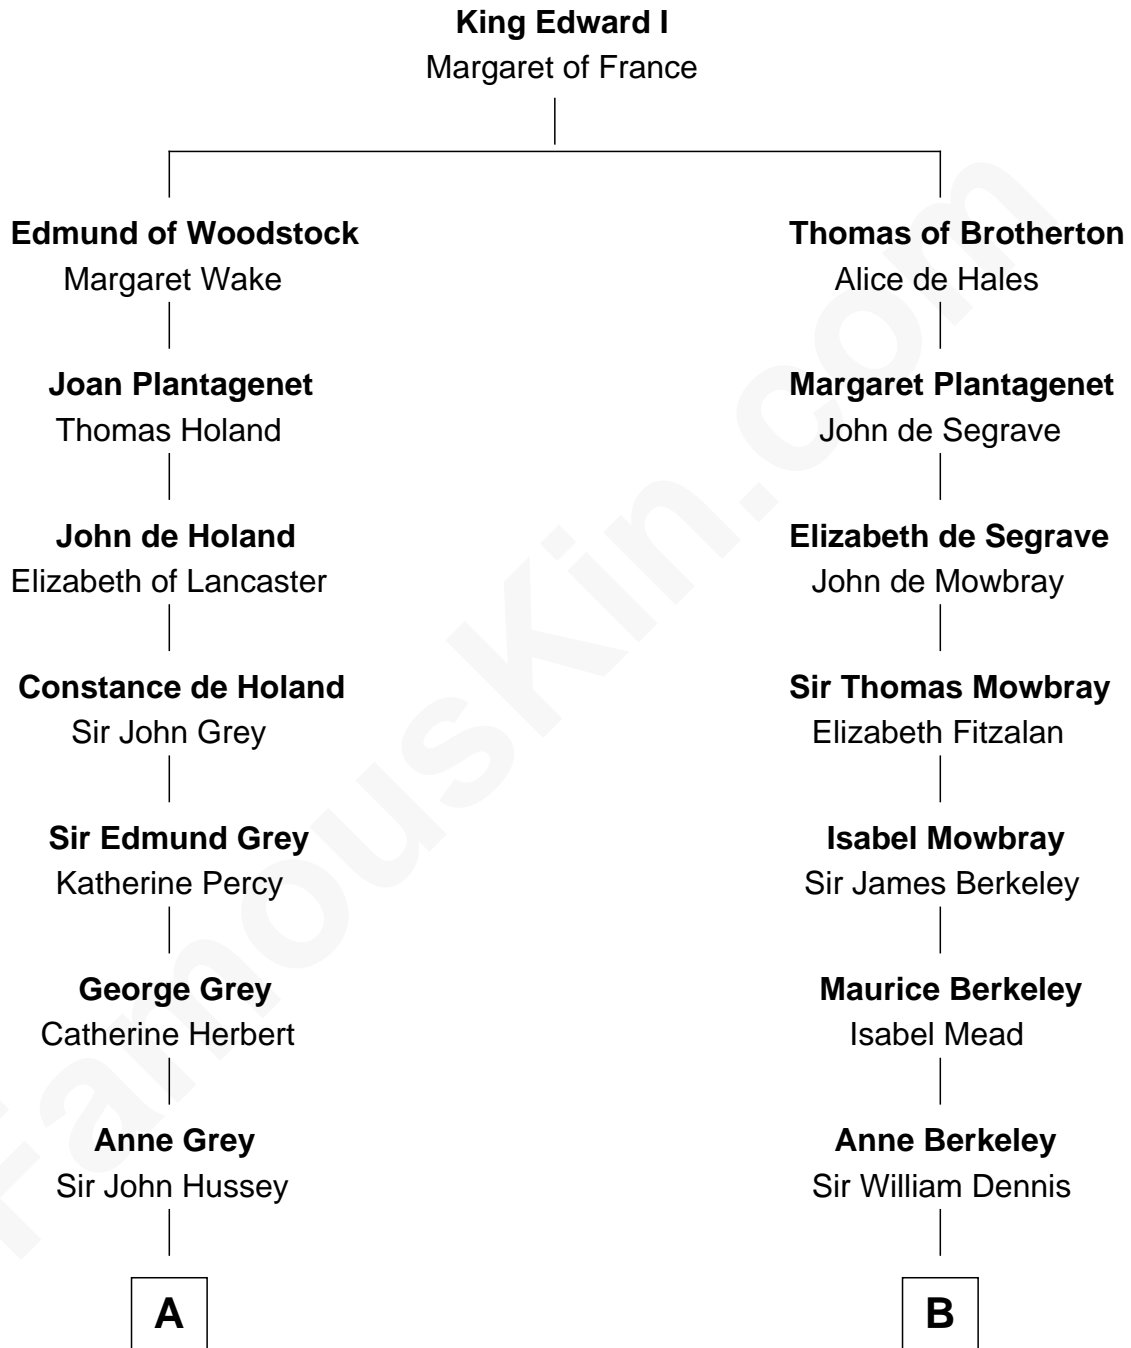 King Edward I
Margaret of France
Edmund of Woodstock
Margaret Wake
Thomas of Brotherton
Alice de Hales
Joan Plantagenet
Thomas Holand
Margaret Plantagenet
John de Segrave
John de Holand
Elizabeth of Lancaster
Elizabeth de Segrave
John de Mowbray
Constance de Holand
Sir John Grey
Sir Thomas Mowbray
Elizabeth Fitzalan
Sir Edmund Grey
Katherine Percy
Isabel Mowbray
Sir James Berkeley
George Grey
Catherine Herbert
Maurice Berkeley
Isabel Mead
Anne Grey
Sir John Hussey
Anne Berkeley
Sir William Dennis
A
B
FamousKin.com